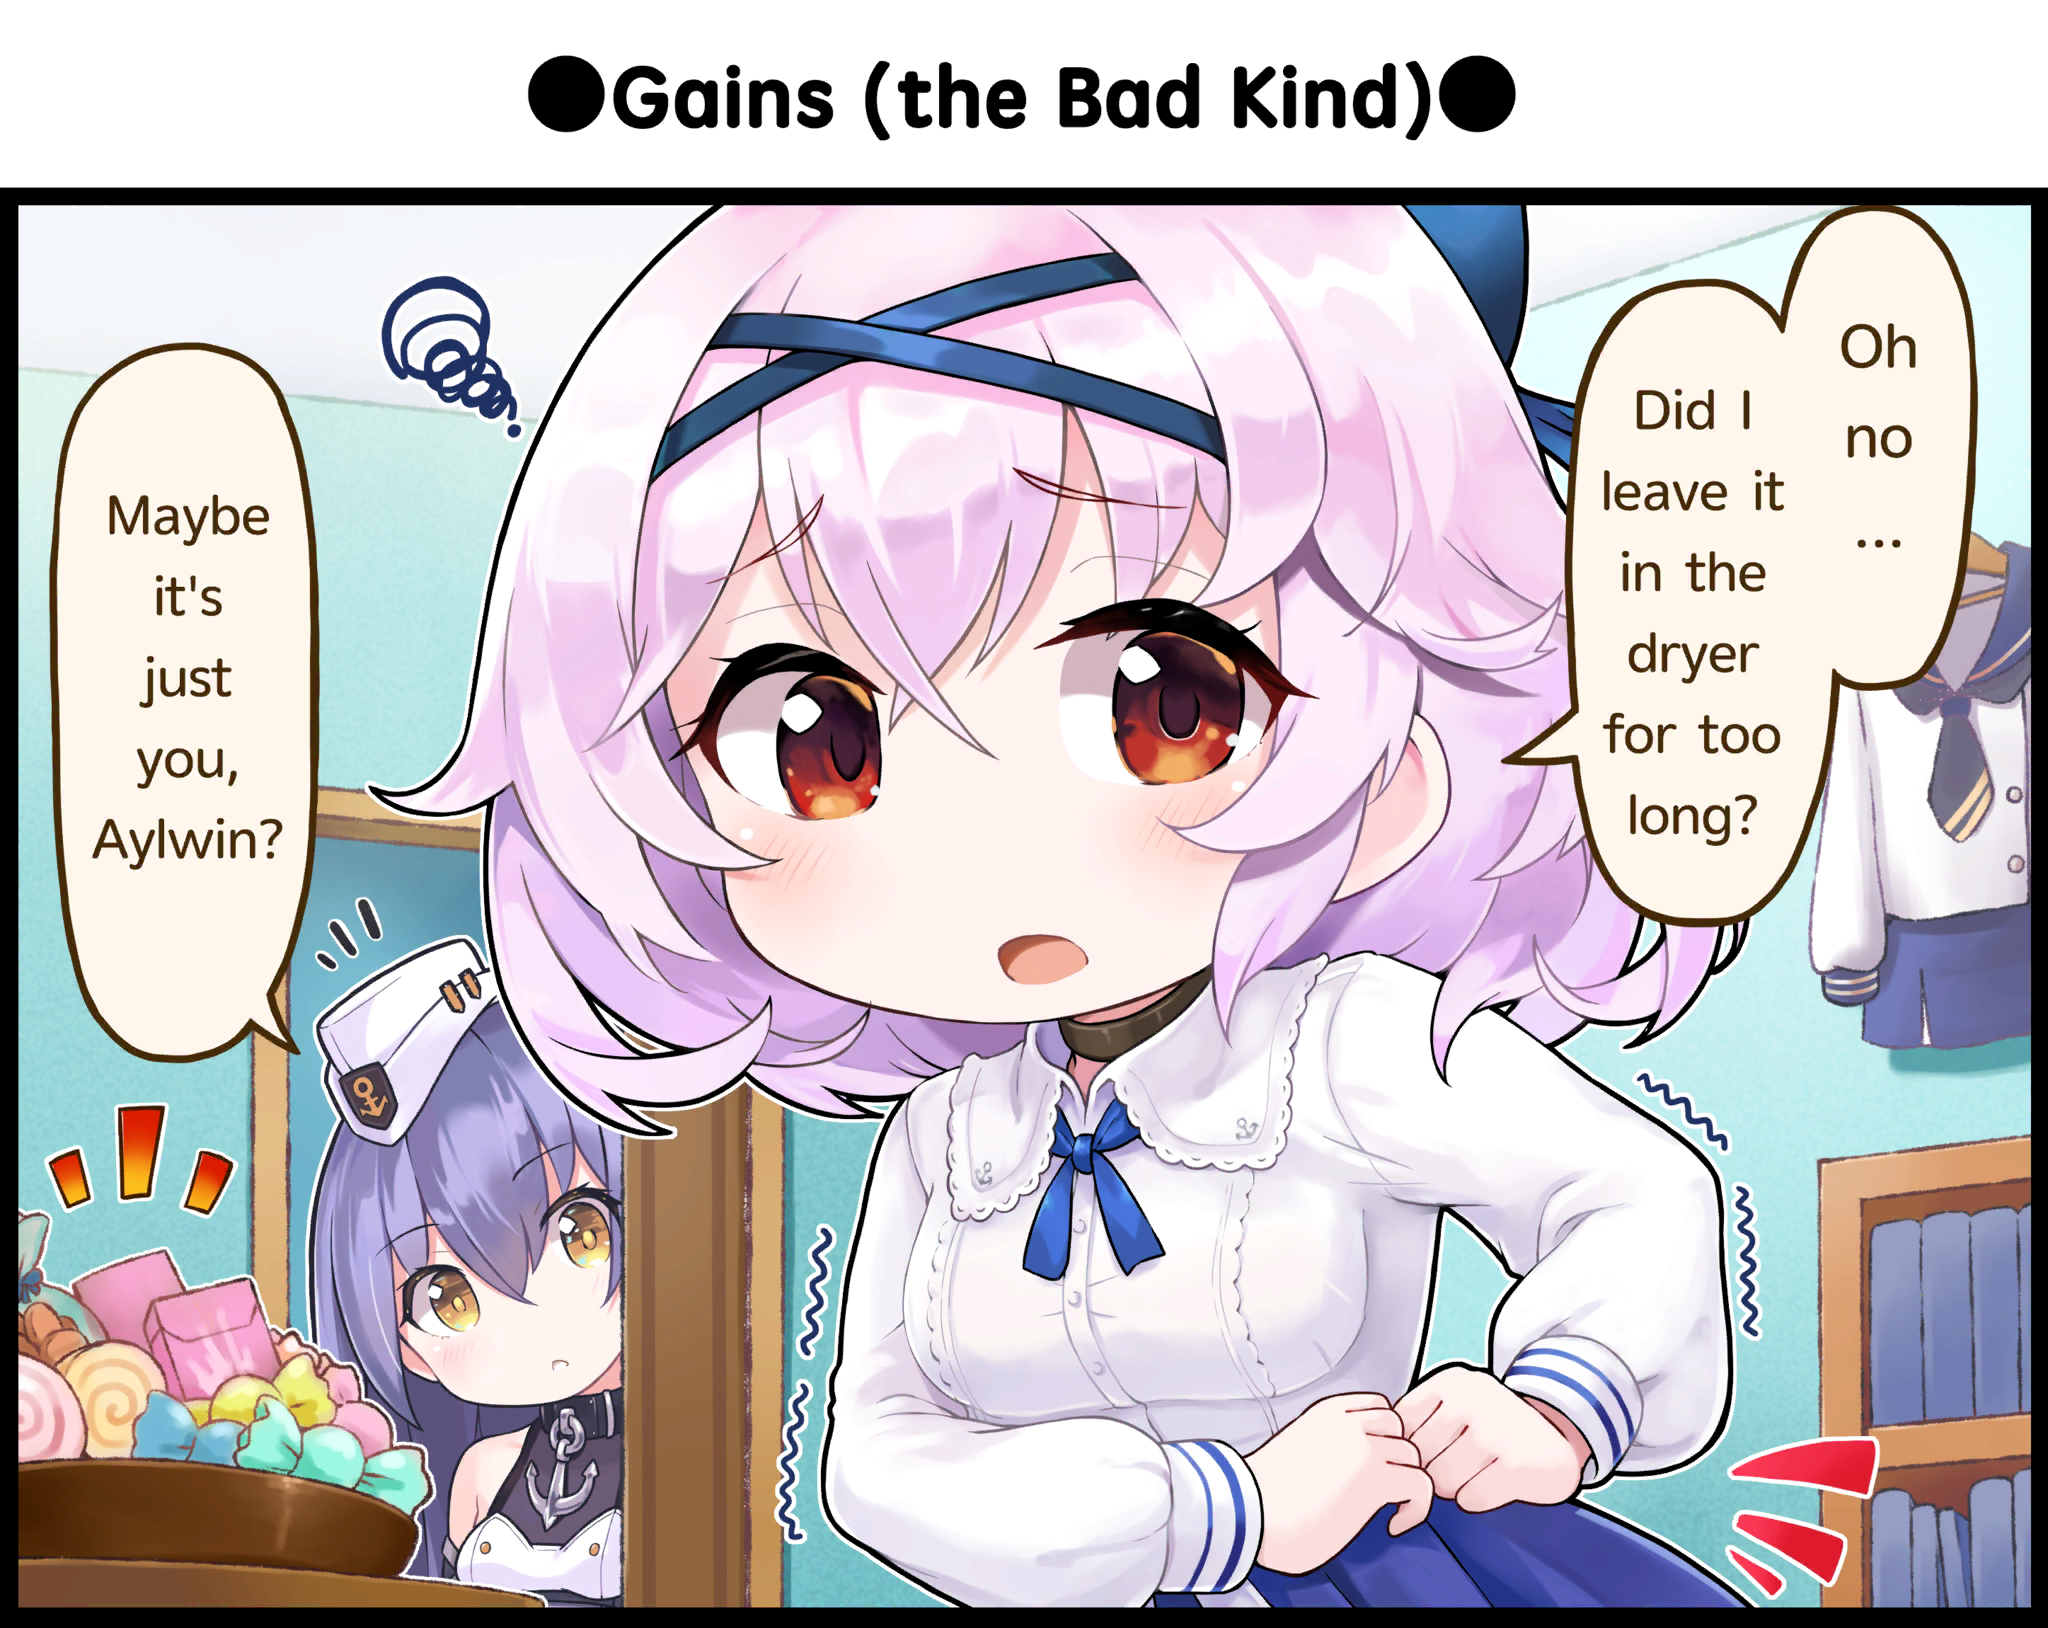 ●Gains (the Bad Kind)●
Oh
no
...
Did I
leave it
in the
dryer
for too
long?
Maybe
it's
just
you,
Aylwin?